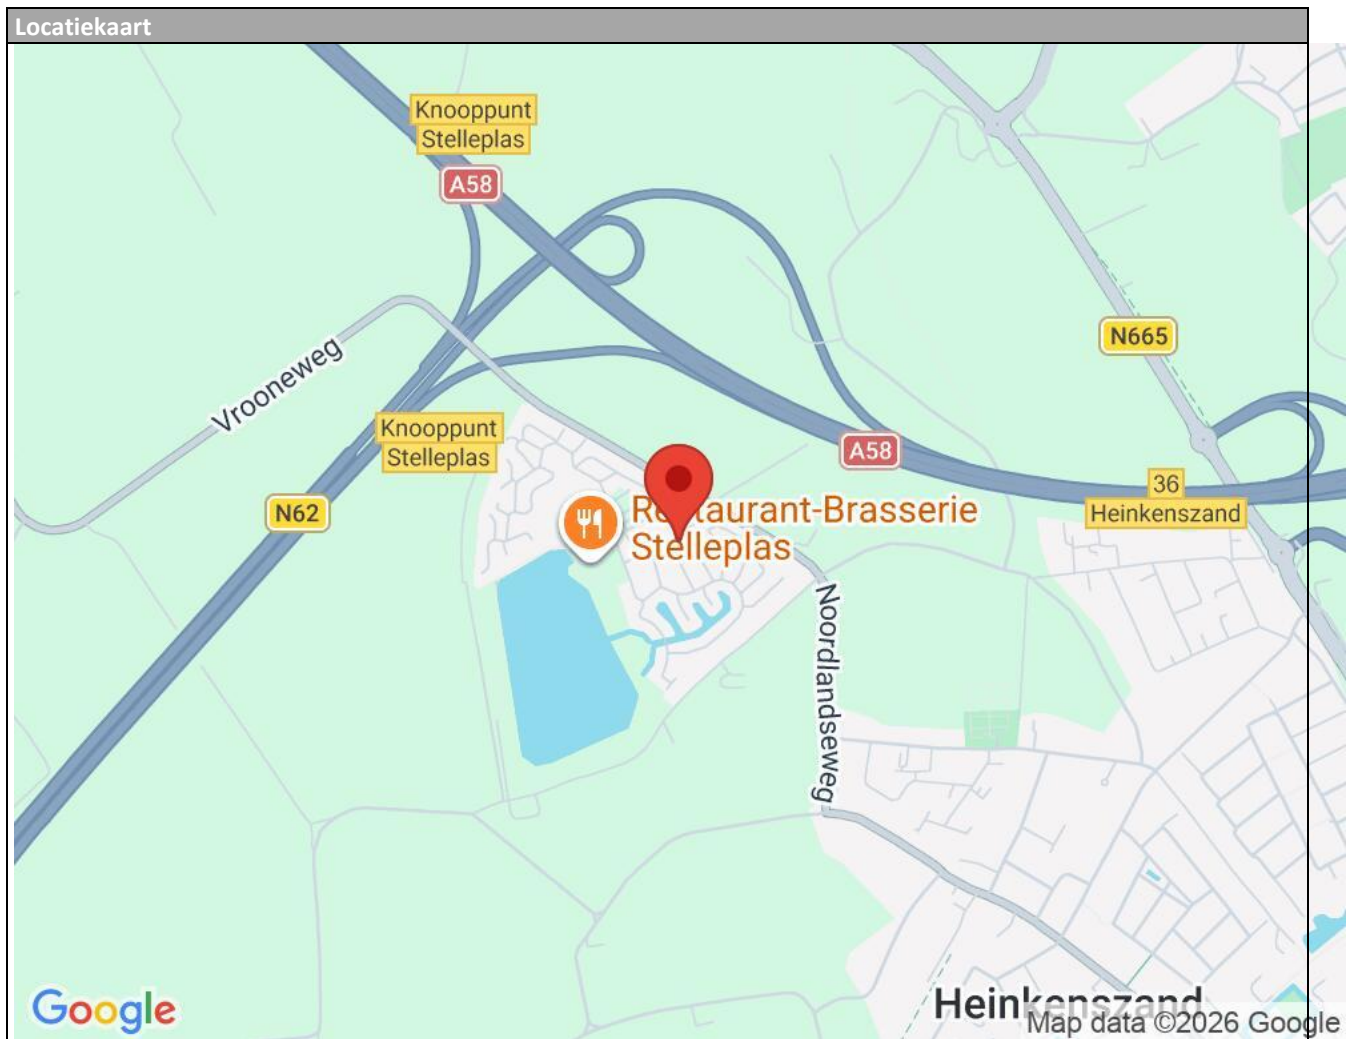 Locatiekaart
Knooppunt
Stelleplas
A58
N665
Vrooneweg
Knooppunt
Stelleplas
A58
36
Heinkenszand
N62
Restaurant-Brasserie
Stelleplas
Noordlandseweg
Heinkenszand
Google
Map data ©2026 Google